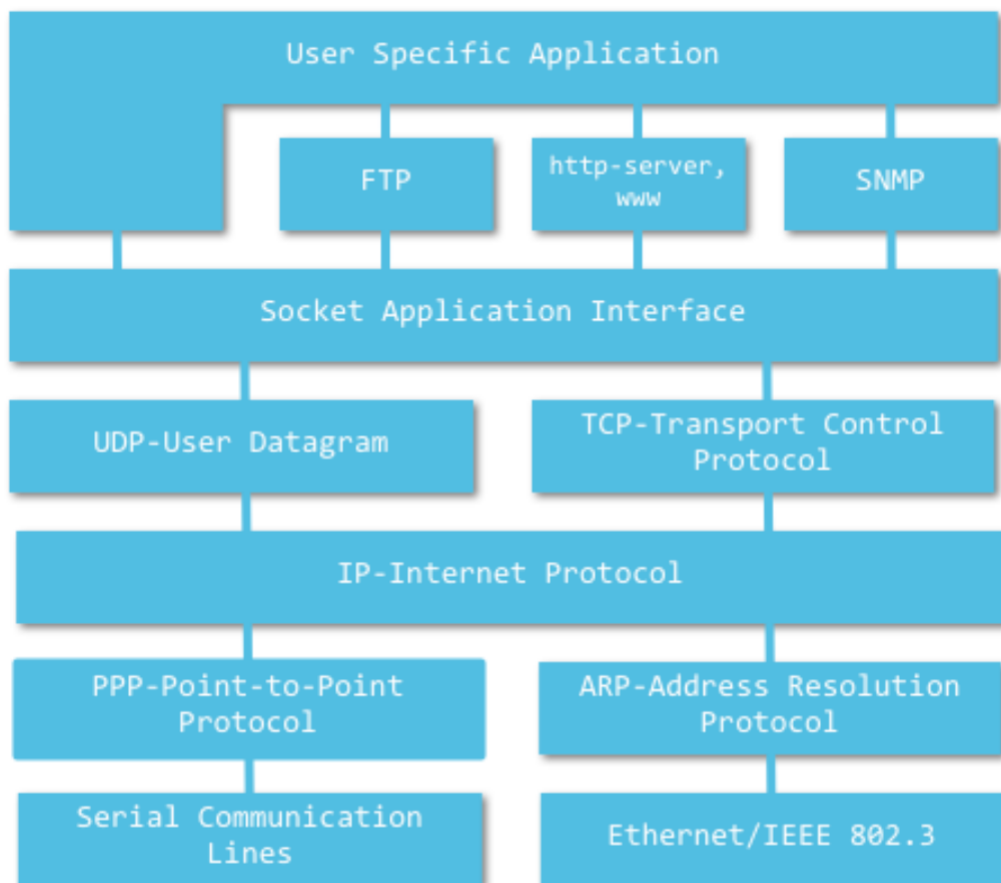 User Specific Application
FTP
http-server,
www
SNMP
Socket Application Interface
UDP-User Datagram
TCP-Transport Control
Protocol
IP-Internet Protocol
PPP-Point-to-Point
Protocol
ARP-Address Resolution
Protocol
Serial Communication
Lines
Ethernet/IEEE 802.3